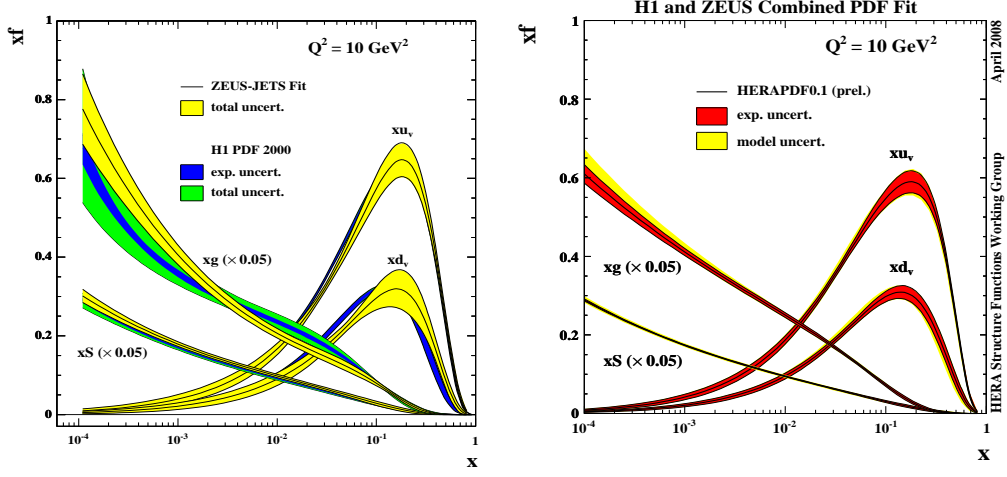 xf
1
0.8
0.6
0.4
0.2
0
Q² = 10 GeV²
ZEUS-JETS Fit
total uncert.
H1 PDF 2000
exp. uncert.
total uncert.
xuᵥ
xdᵥ
xg (× 0.05)
xS (× 0.05)
10⁻⁴
10⁻³
10⁻²
10⁻¹
1
x
H1 and ZEUS Combined PDF Fit
xf
1
0.8
0.6
0.4
0.2
0
Q² = 10 GeV²
HERAPDF0.1 (prel.)
exp. uncert.
model uncert.
xuᵥ
xdᵥ
xg (× 0.05)
xS (× 0.05)
10⁻⁴
10⁻³
10⁻²
10⁻¹
1
x
HERA Structure Functions Working Group April 2008